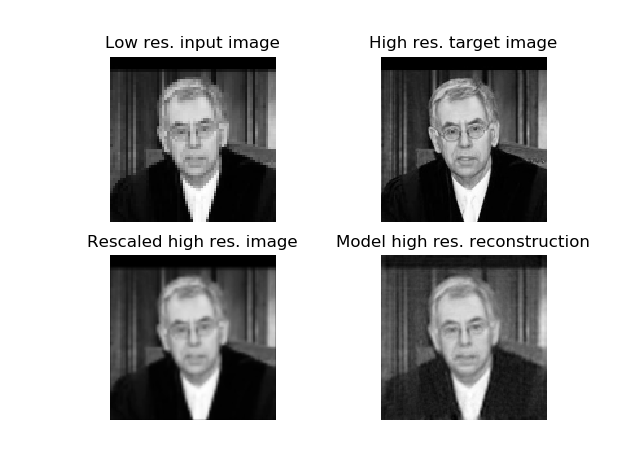 Low res. input image
High res. target image
Rescaled high res. image
Model high res. reconstruction